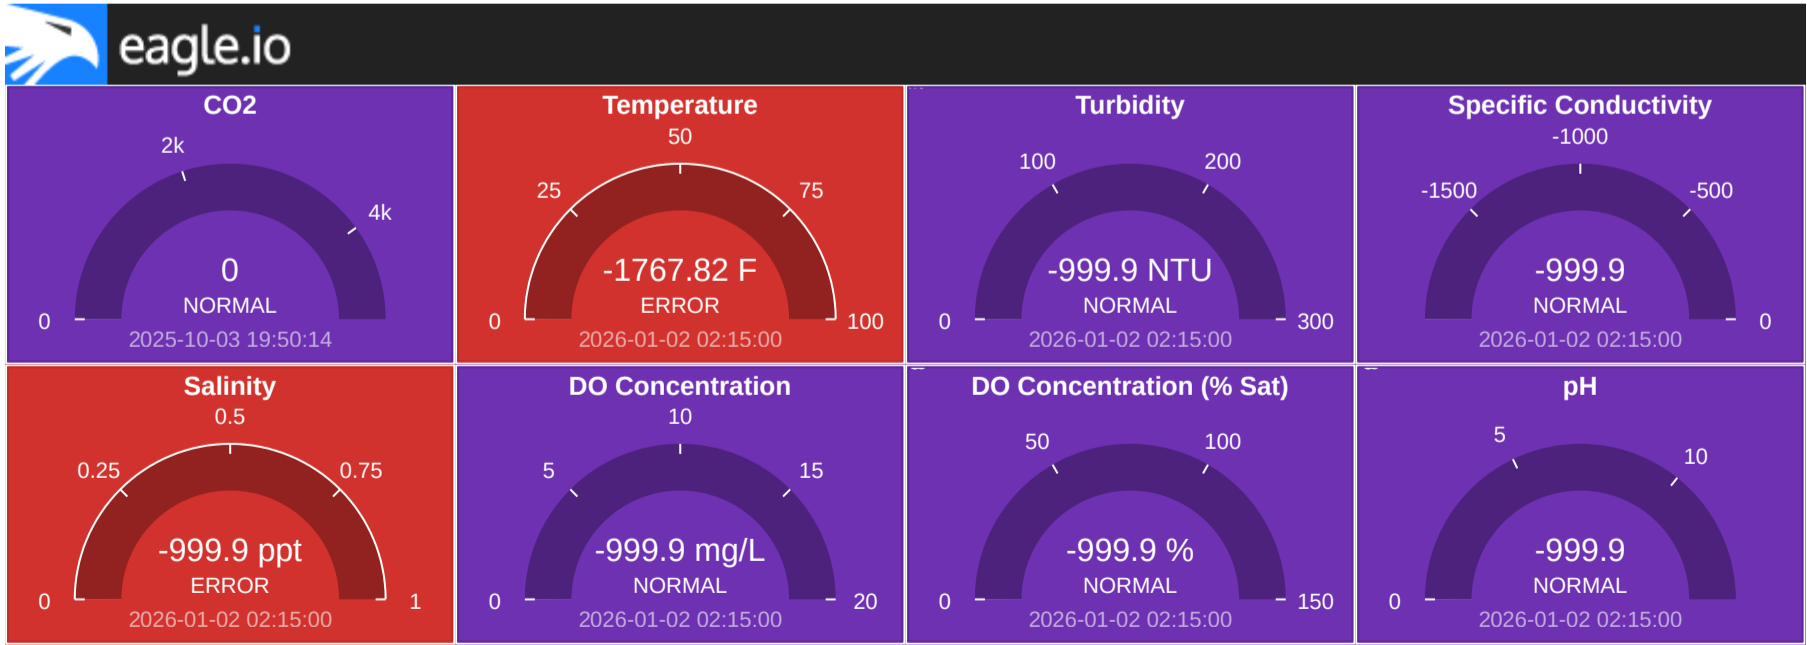 eagle.io
CO2
2k
4k
0
NORMAL
0
2025-10-03 19:50:14
Temperature
50
25
75
-1767.82 F
ERROR
0
100
2026-01-02 02:15:00
Turbidity
100
200
-999.9 NTU
NORMAL
0
300
2026-01-02 02:15:00
Specific Conductivity
-1000
-1500
-500
-999.9
NORMAL
0
2026-01-02 02:15:00
Salinity
0.5
0.25
0.75
-999.9 ppt
ERROR
0
1
2026-01-02 02:15:00
DO Concentration
10
5
15
-999.9 mg/L
NORMAL
0
20
2026-01-02 02:15:00
DO Concentration (% Sat)
50
100
-999.9 %
NORMAL
0
150
2026-01-02 02:15:00
pH
5
10
-999.9
NORMAL
0
2026-01-02 02:15:00